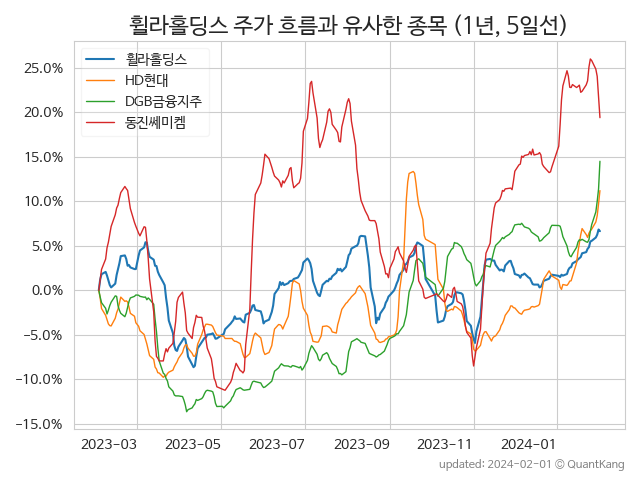 휠라홀딩스 주가 흐름과 유사한 종목 (1년, 5일선)
휠라홀딩스
HD현대
DGB금융지주
동진쎄미켐
25.0%
20.0%
15.0%
10.0%
5.0%
0.0%
−5.0%
−10.0%
−15.0%
2023-03 2023-05 2023-07 2023-09 2023-11 2024-01
updated: 2024-02-01 © QuantKang